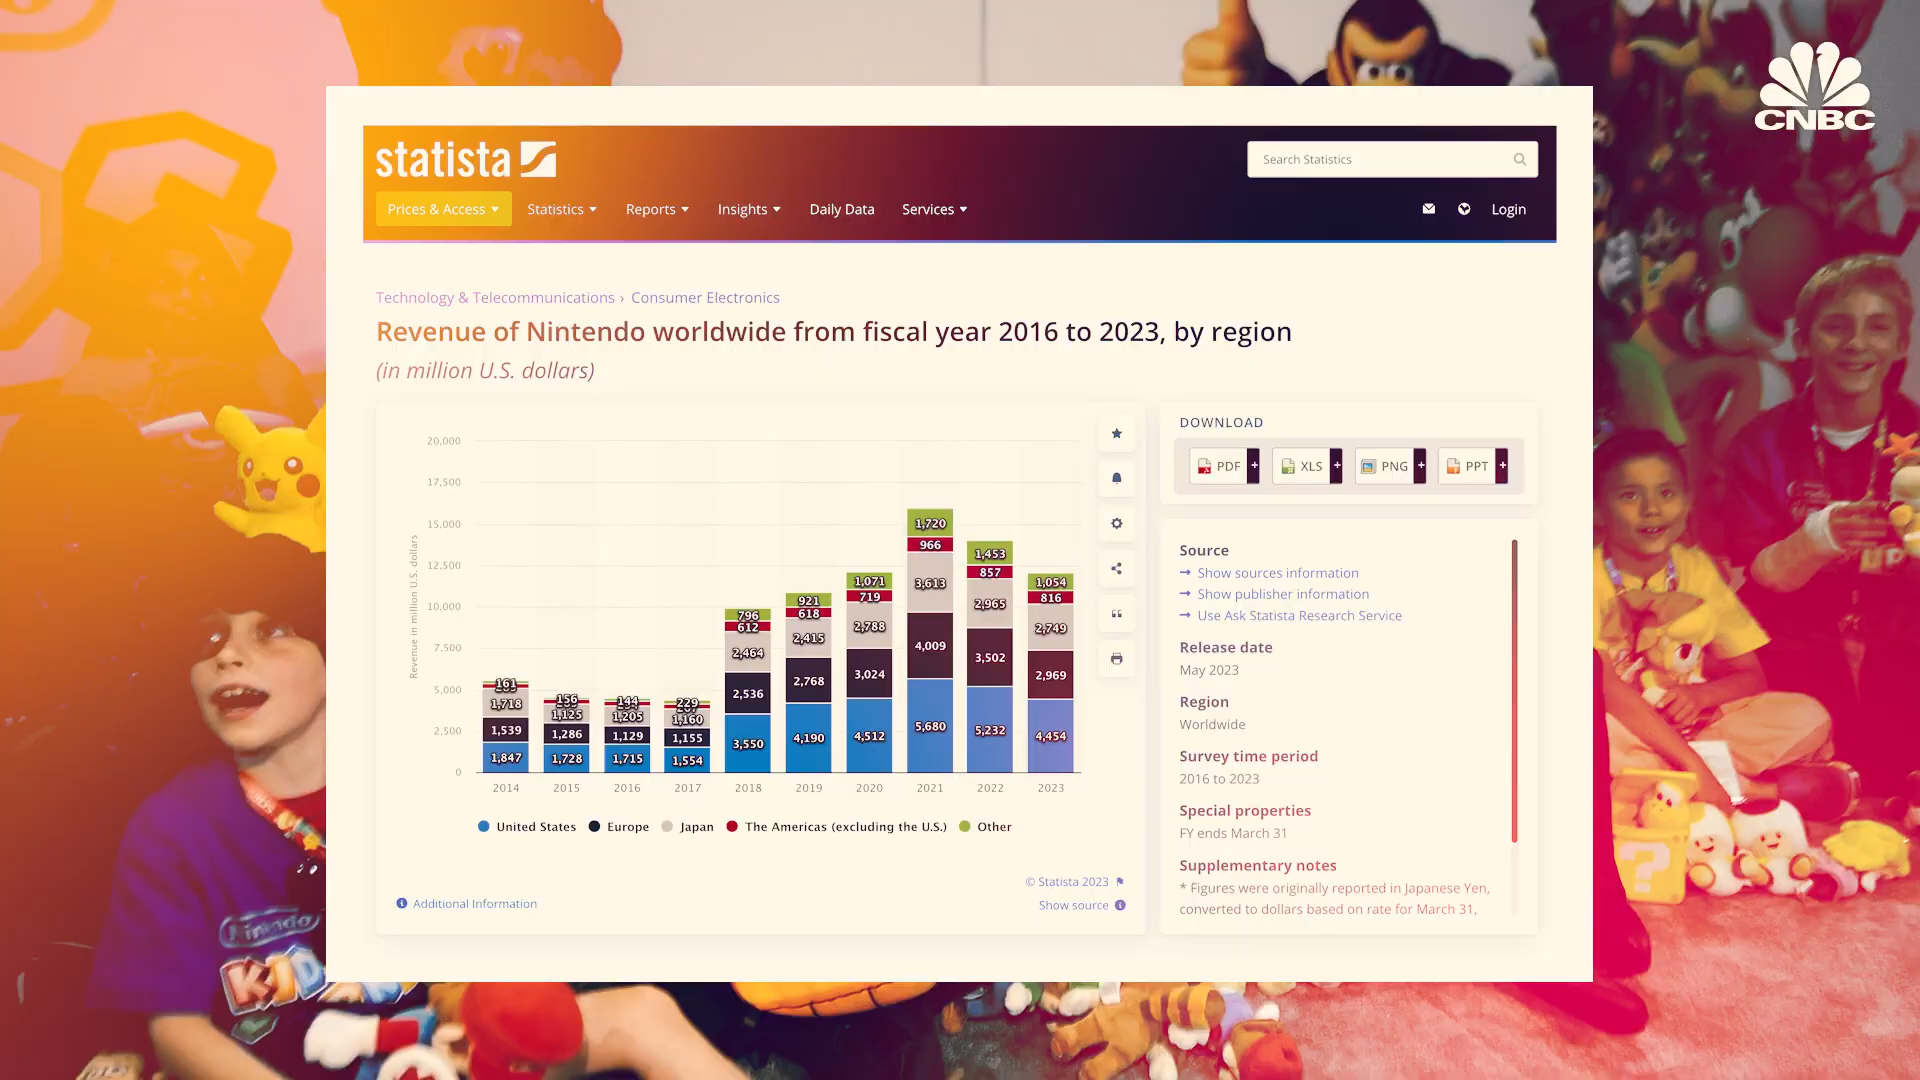 CNBC
statista
Search Statistics
Prices & Access Statistics Reports Insights Daily Data Services Login
Technology & Telecommunications › Consumer Electronics
Revenue of Nintendo worldwide from fiscal year 2016 to 2023, by region
(in million U.S. dollars)
Revenue in million U.S. dollars
20,000
17,500
15,000
12,500
10,000
7,500
5,000
2,500
0
161
1,718
1,539
1,847
156
1,125
1,286
1,728
144
1,205
1,129
1,715
229
1,160
1,155
1,554
796
612
2,464
2,536
3,550
921
618
2,415
2,768
4,190
1,071
719
2,788
3,024
4,512
1,720
966
3,613
4,009
5,680
1,453
857
2,965
3,502
5,232
1,054
816
2,749
2,969
4,454
2014 2015 2016 2017 2018 2019 2020 2021 2022 2023
United States Europe Japan The Americas (excluding the U.S.) Other
© Statista 2023
Additional Information
Show source
DOWNLOAD
PDF + XLS + PNG + PPT +
Source
→ Show sources information
→ Show publisher information
→ Use Ask Statista Research Service
Release date
May 2023
Region
Worldwide
Survey time period
2016 to 2023
Special properties
FY ends March 31
Supplementary notes
* Figures were originally reported in Japanese Yen,
converted to dollars based on rate for March 31,
Nintendo